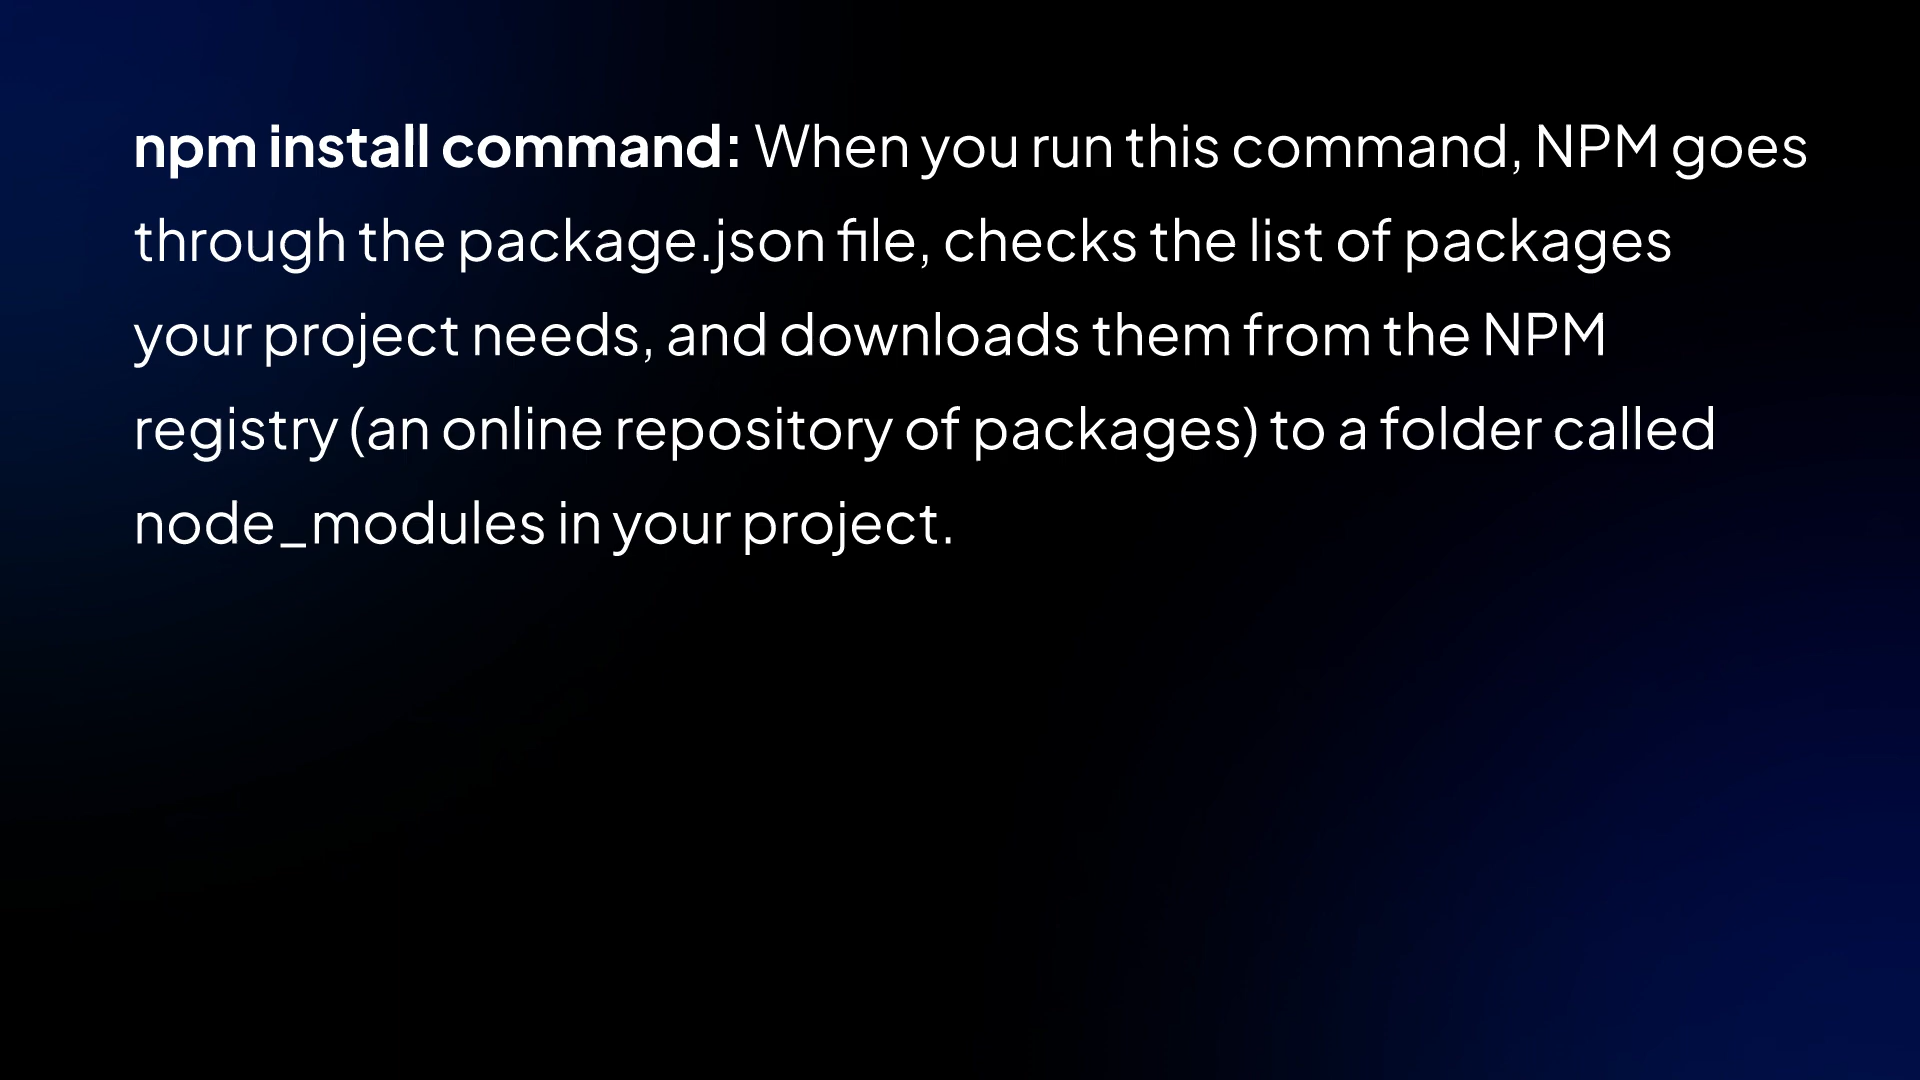 npm install command: When you run this command, NPM goes
through the package.json file, checks the list of packages
your project needs, and downloads them from the NPM
registry (an online repository of packages) to a folder called
node_modules in your project.